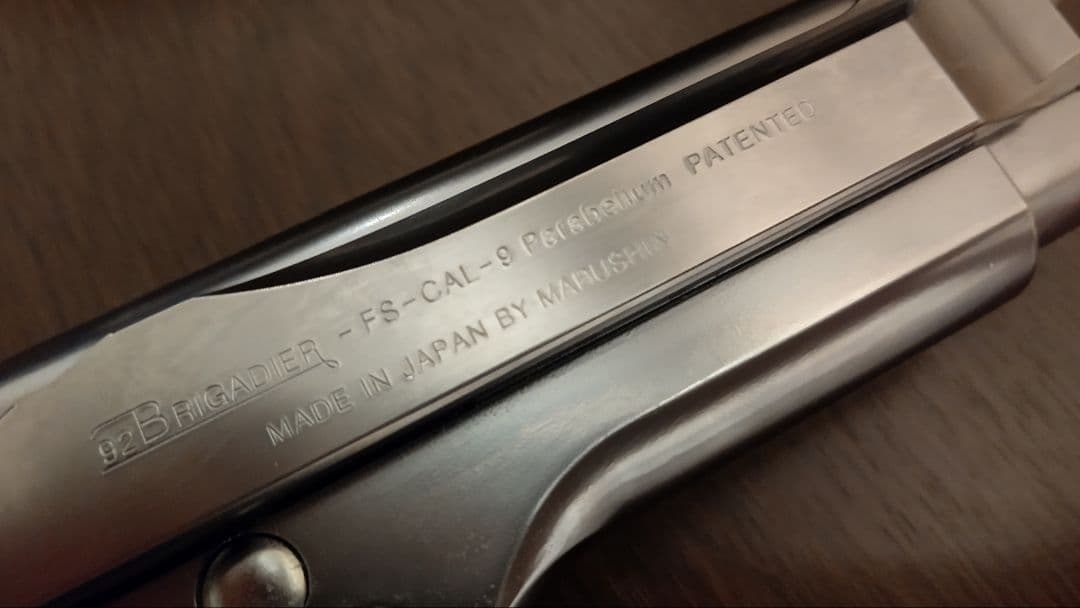 92 BRIGADIER - FS-CAL-9 Parabellum PATENTED
MADE IN JAPAN BY MARUSHIN